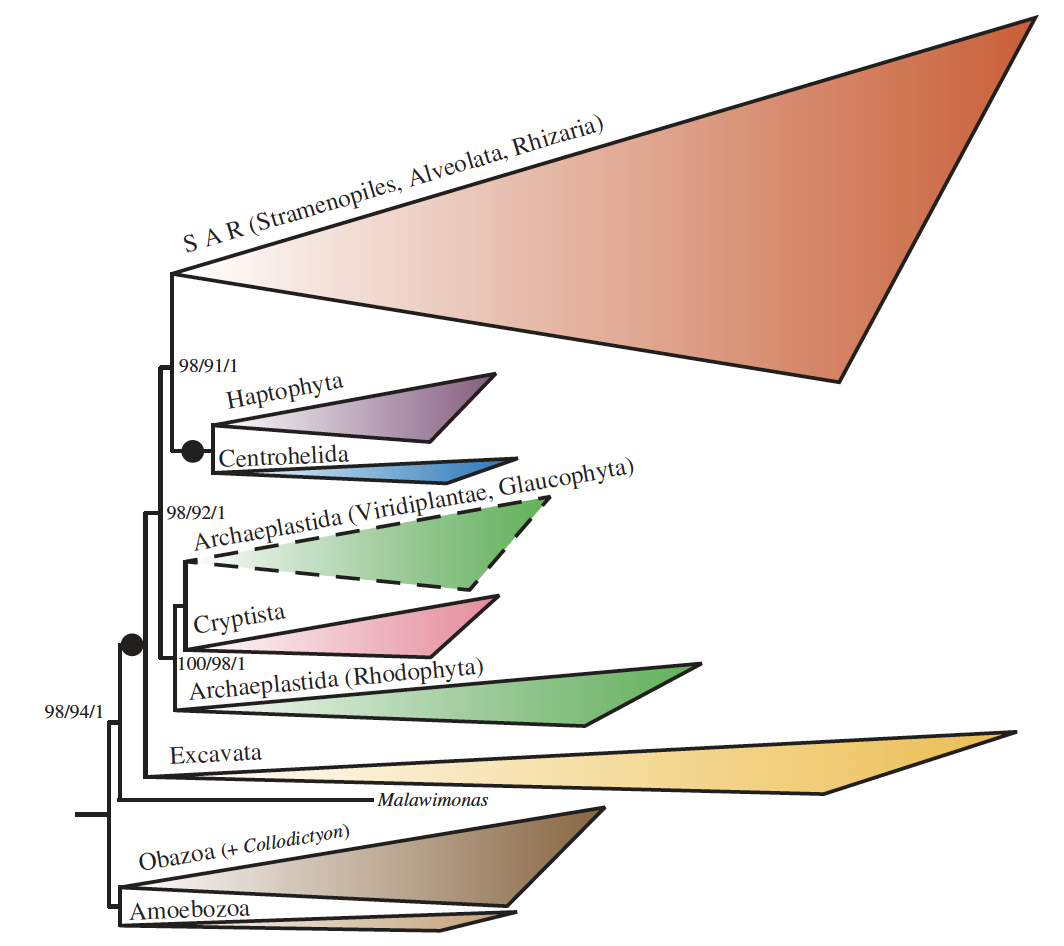 S A R (Stramenopiles, Alveolata, Rhizaria)
98/91/1
Haptophyta
Centrohelida
Archaeplastida (Viridiplantae, Glaucophyta)
98/92/1
Cryptista
100/98/1
Archaeplastida (Rhodophyta)
98/94/1
Excavata
Malawimonas
Obazoa (+ Collodictyon)
Amoebozoa